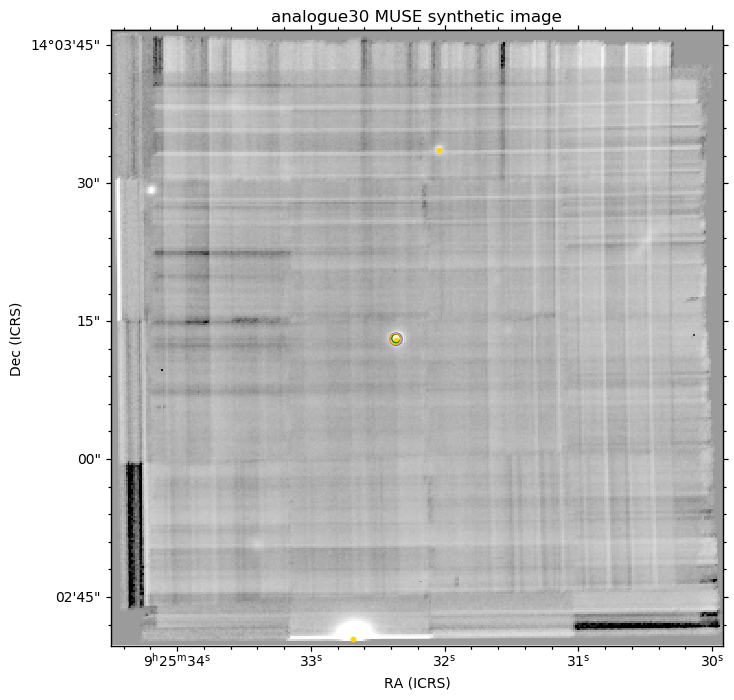 analogue30 MUSE synthetic image
14°03'45"
30"
15"
00"
02'45"
Dec (ICRS)
9ʰ25ᵐ34ˢ 33ˢ 32ˢ 31ˢ 30ˢ
RA (ICRS)